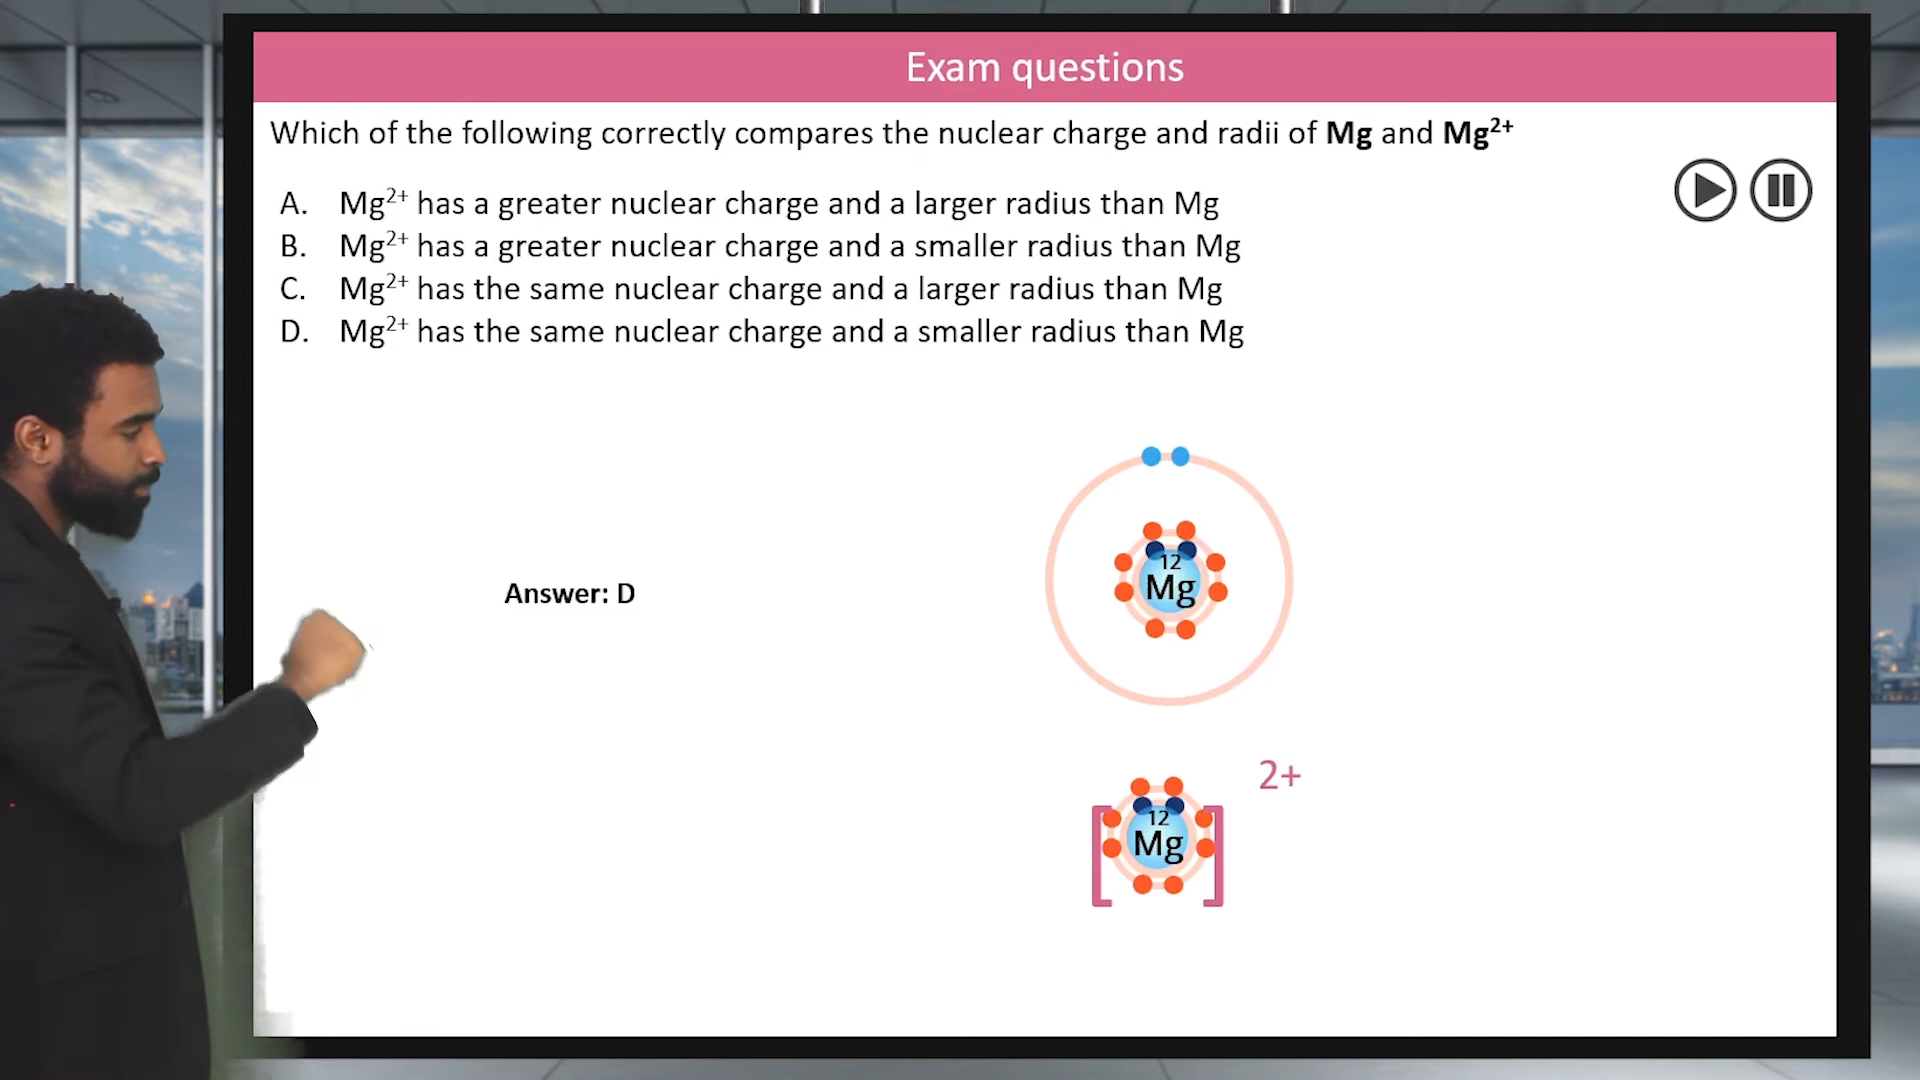 Exam questions
Which of the following correctly compares the nuclear charge and radii of Mg and Mg²⁺
A. Mg²⁺ has a greater nuclear charge and a larger radius than Mg
B. Mg²⁺ has a greater nuclear charge and a smaller radius than Mg
C. Mg²⁺ has the same nuclear charge and a larger radius than Mg
D. Mg²⁺ has the same nuclear charge and a smaller radius than Mg
12
Mg
Answer: D
2+
12
Mg